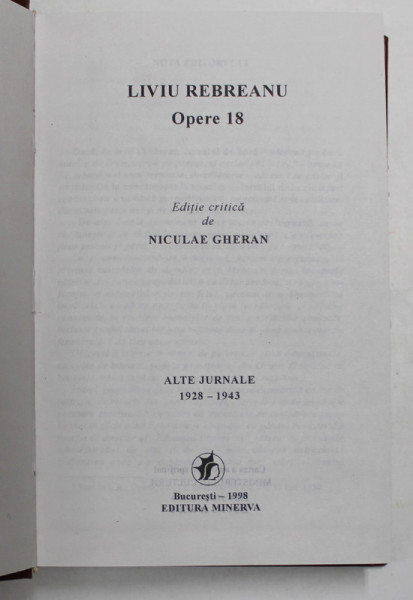 LIVIU REBREANU
Opere 18
Ediție critică
de
NICULAE GHERAN
ALTE JURNALE
1928 – 1943
București – 1998
EDITURA MINERVA